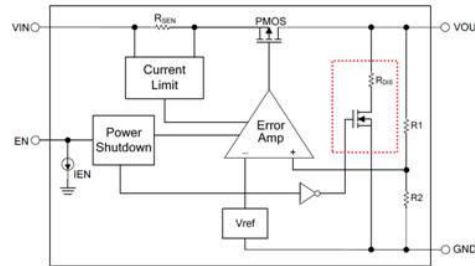 VIN
RSEN
PMOS
VOU
Current
Limit
RDIS
EN
Power
Shutdown
Error
Amp
R1
IEN
–
+
R2
Vref
GND